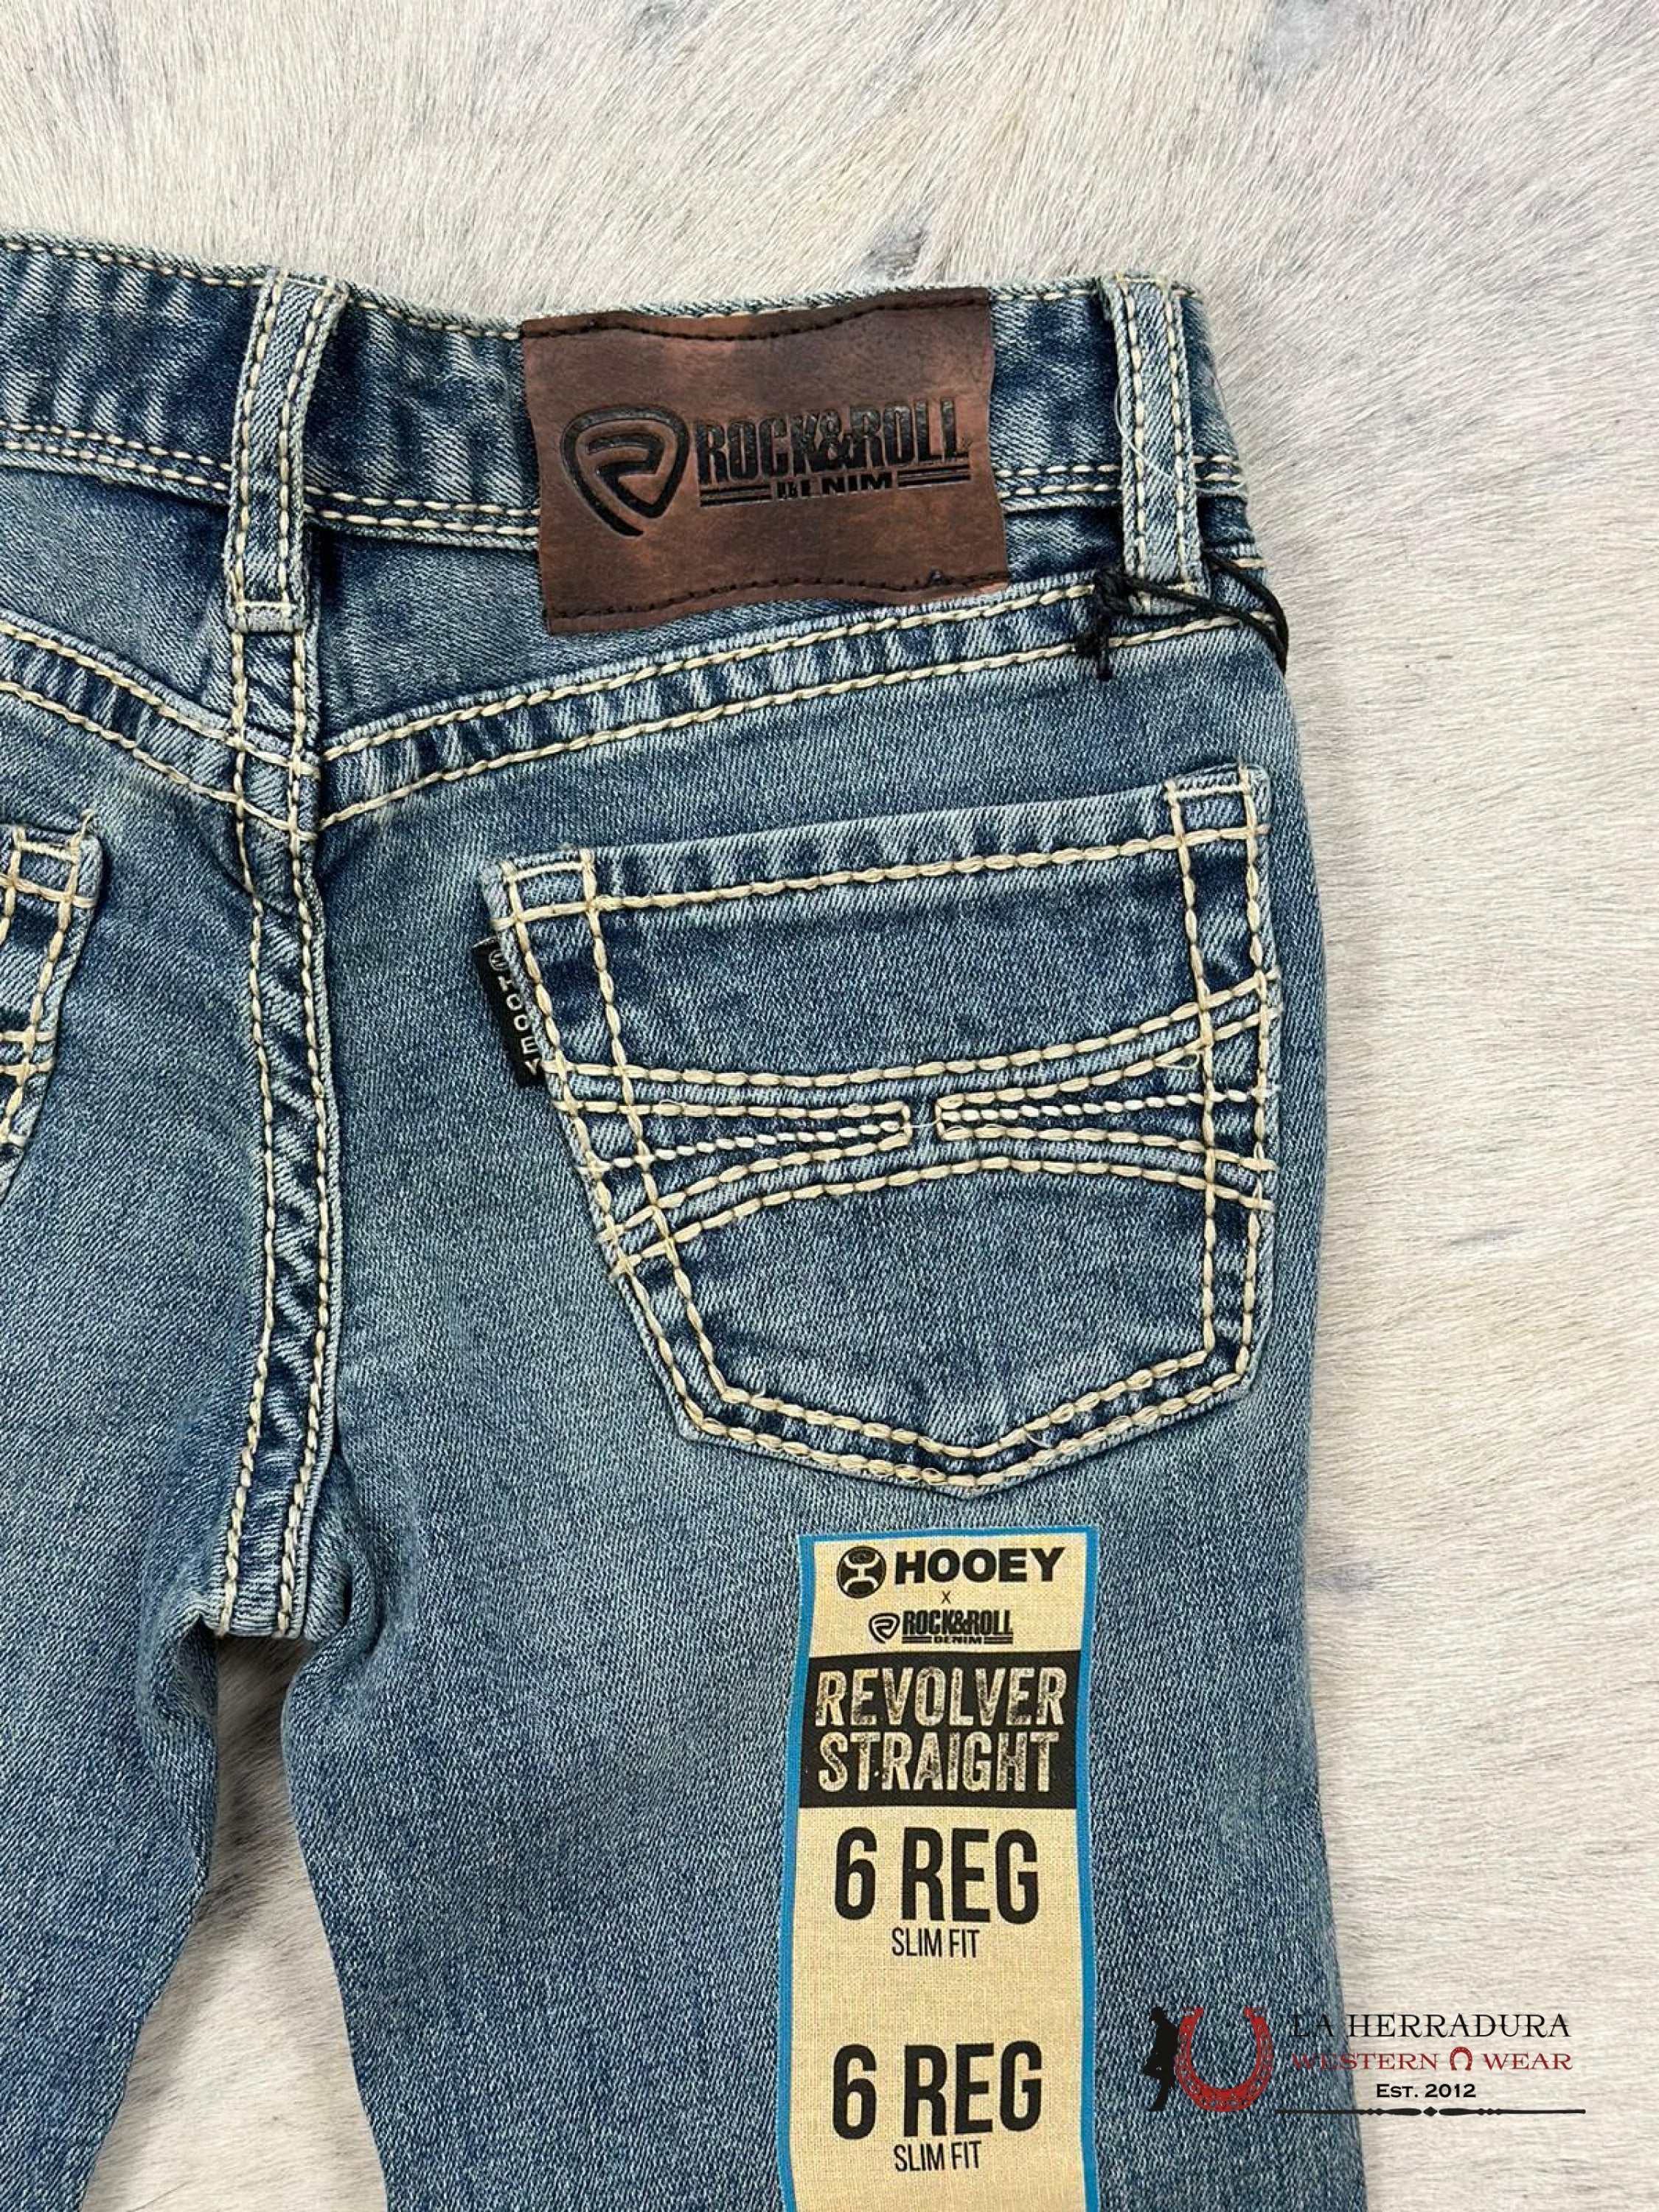 ROCK&ROLL
DENIM
HOOEY
HOOEY
X
ROCK&ROLL
DENIM
REVOLVER
STRAIGHT
6 REG
SLIM FIT
6 REG
SLIM FIT
LA HERRADURA
WESTERN WEAR
EST. 2012